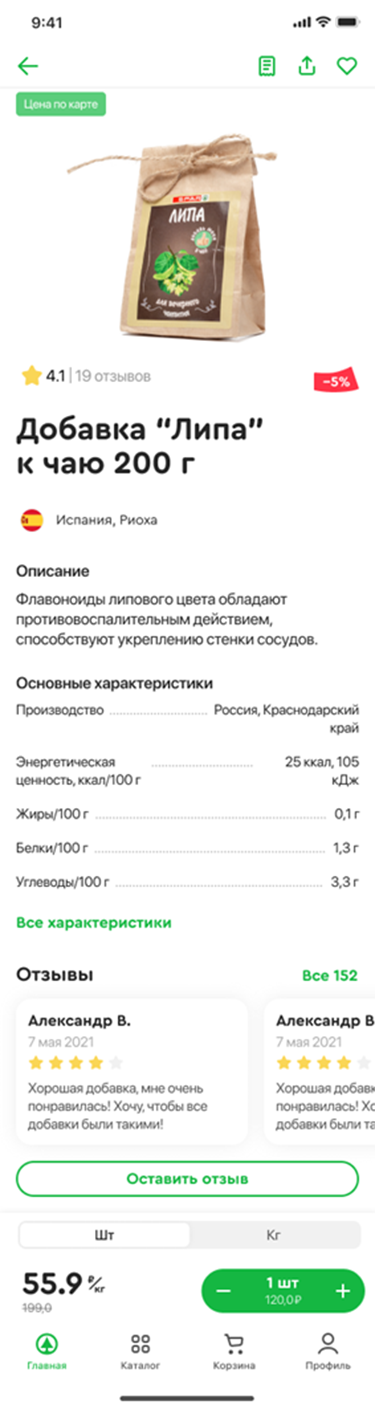 9:41
Цена по карте
SPAR
ЛИПА
для вечернего
чаепития
4.1 | 19 отзывов
-5%
Добавка “Липа”
к чаю 200 г
Испания, Риоха
Описание
Флавоноиды липового цвета обладают
противовоспалительным действием,
способствуют укреплению стенки сосудов.
Основные характеристики
Производство Россия, Краснодарский
край
Энергетическая 25 ккал, 105
ценность, ккал/100 г кДж
Жиры/100 г 0,1 г
Белки/100 г 1,3 г
Углеводы/100 г 3,3 г
Все характеристики
Отзывы Все 152
Александр В. Александр В
7 мая 2021 7 мая 2021
Хорошая добавка, мне очень Хорошая добавк
понравилась! Хочу, чтобы все понравилась! Хо
добавки были такими! добавки были та
Оставить отзыв
Шт Кг
55.9 ₽/кг
199,0
1 шт
120,0 ₽
Главная Каталог Корзина Профиль